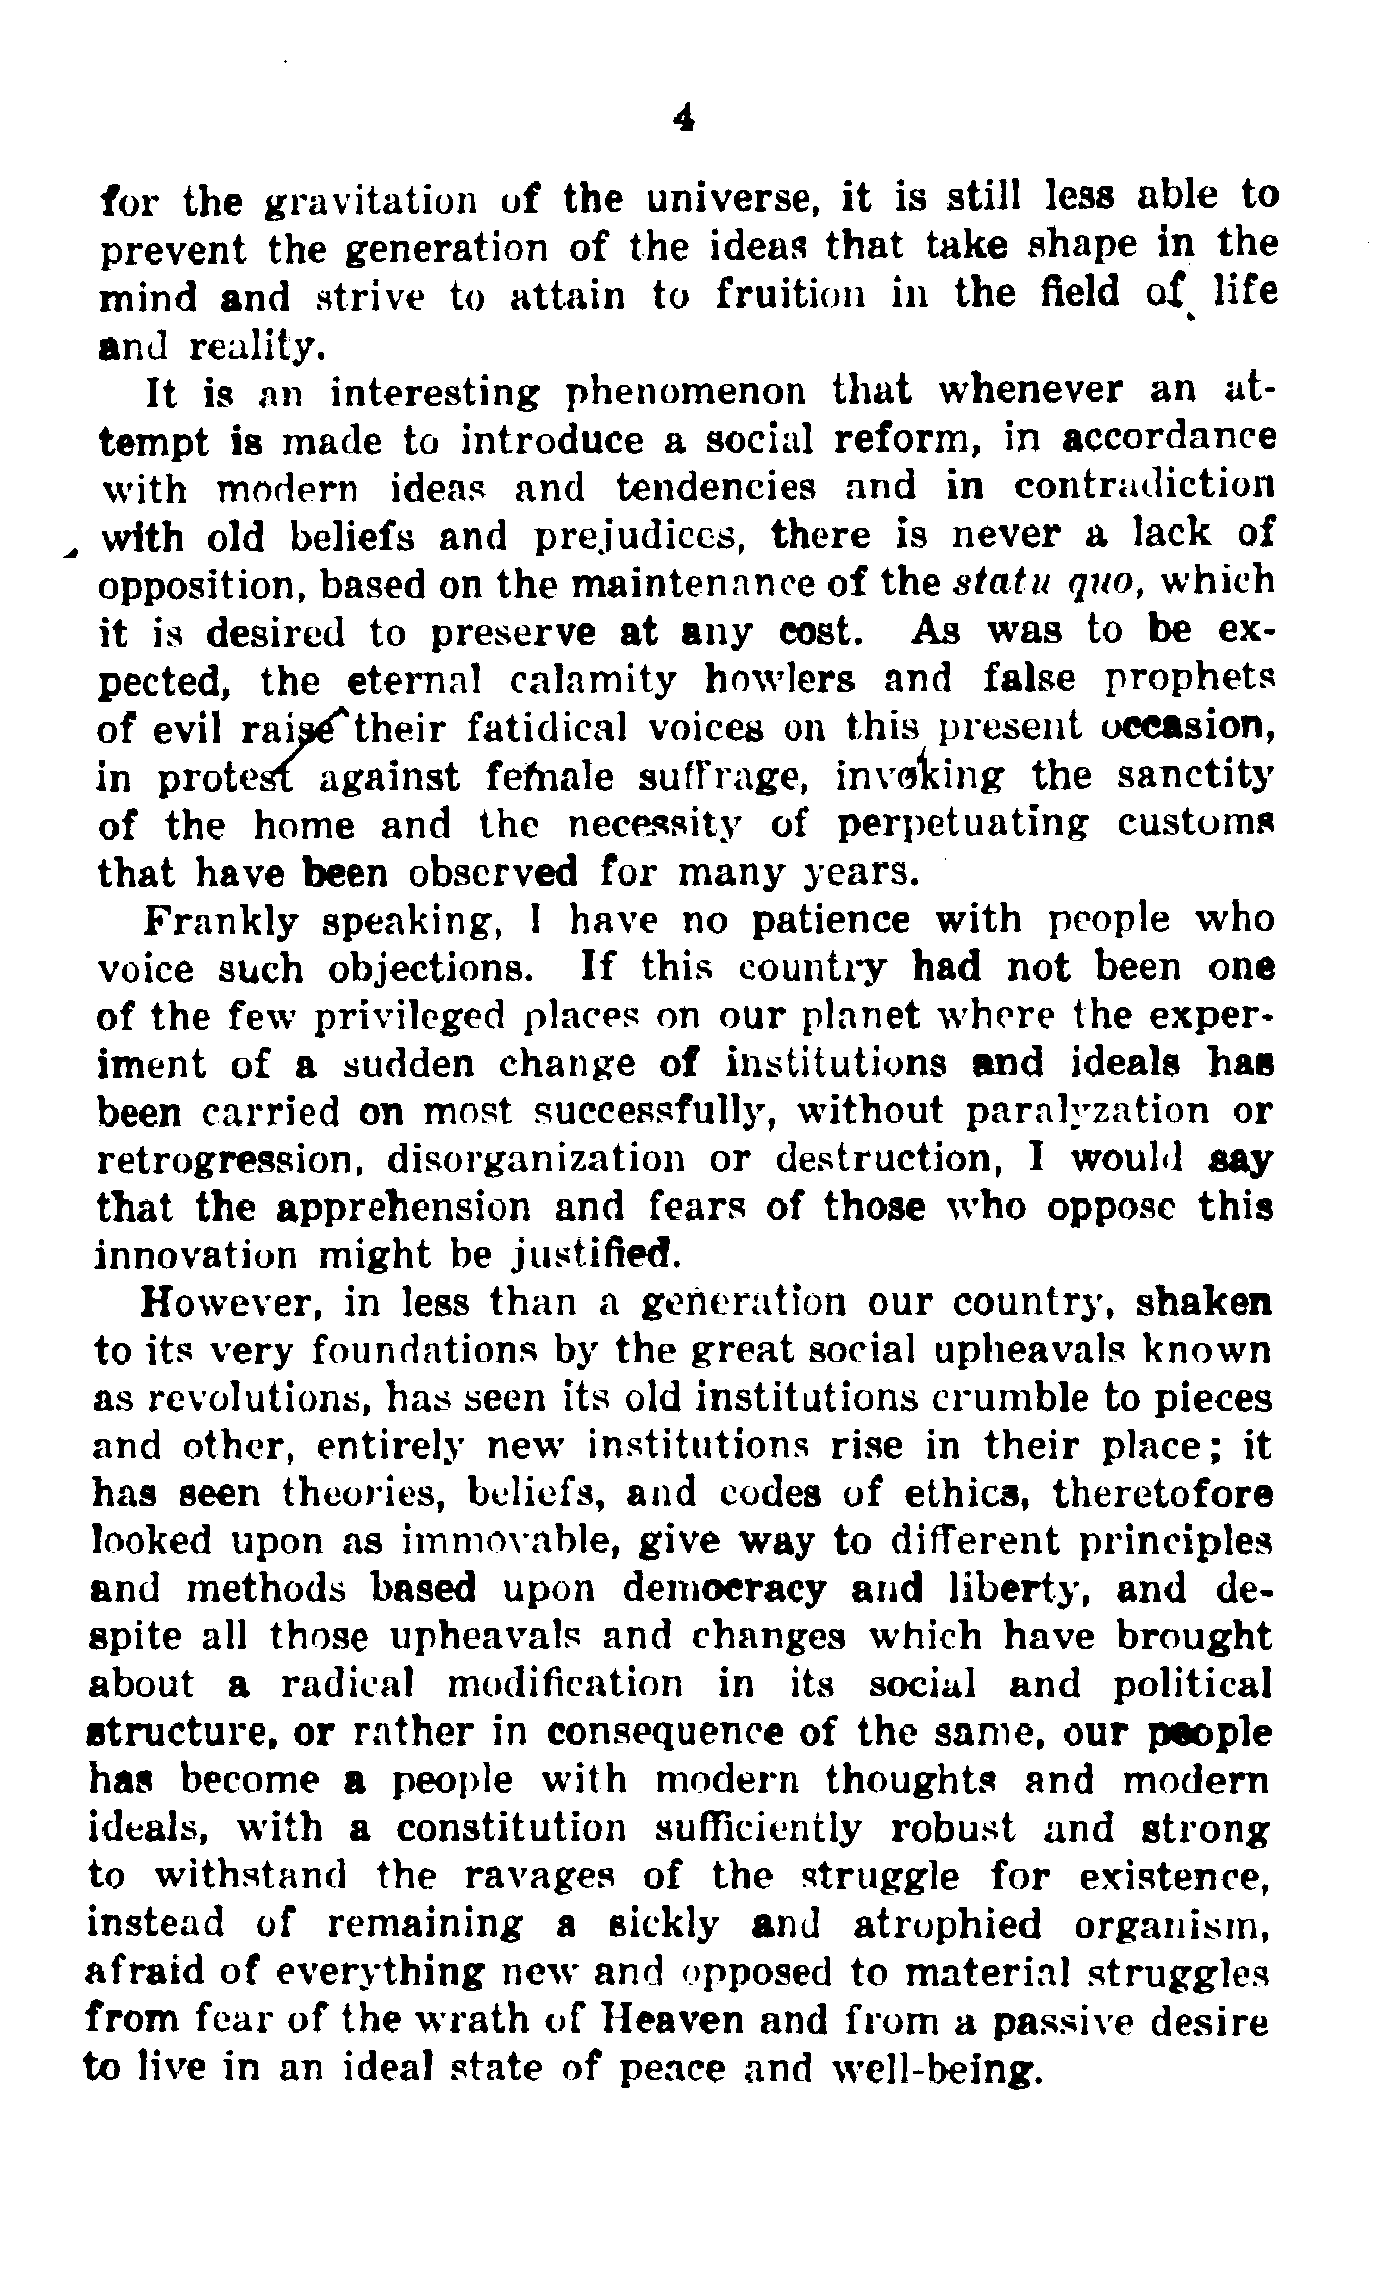 4
for the gravitation of the universe, it is still less able to
prevent the generation of the ideas that take shape in the
mind and strive to attain to fruition in the field of life
and reality.
It is an interesting phenomenon that whenever an at-
tempt is made to introduce a social reform, in accordance
with modern ideas and tendencies and in contradiction
with old beliefs and prejudices, there is never a lack of
opposition, based on the maintenance of the statu quo, which
it is desired to preserve at any cost. As was to be ex-
pected, the eternal calamity howlers and false prophets
of evil raise their fatidical voices on this present occasion,
in protest against female suffrage, invoking the sanctity
of the home and the necessity of perpetuating customs
that have been observed for many years.
Frankly speaking, I have no patience with people who
voice such objections. If this country had not been one
of the few privileged places on our planet where the exper-
iment of a sudden change of institutions and ideals has
been carried on most successfully, without paralyzation or
retrogression, disorganization or destruction, I would say
that the apprehension and fears of those who oppose this
innovation might be justified.
However, in less than a generation our country, shaken
to its very foundations by the great social upheavals known
as revolutions, has seen its old institutions crumble to pieces
and other, entirely new institutions rise in their place; it
has seen theories, beliefs, and codes of ethics, theretofore
looked upon as immovable, give way to different principles
and methods based upon democracy and liberty, and de-
spite all those upheavals and changes which have brought
about a radical modification in its social and political
structure, or rather in consequence of the same, our people
has become a people with modern thoughts and modern
ideals, with a constitution sufficiently robust and strong
to withstand the ravages of the struggle for existence,
instead of remaining a sickly and atrophied organism,
afraid of everything new and opposed to material struggles
from fear of the wrath of Heaven and from a passive desire
to live in an ideal state of peace and well-being.